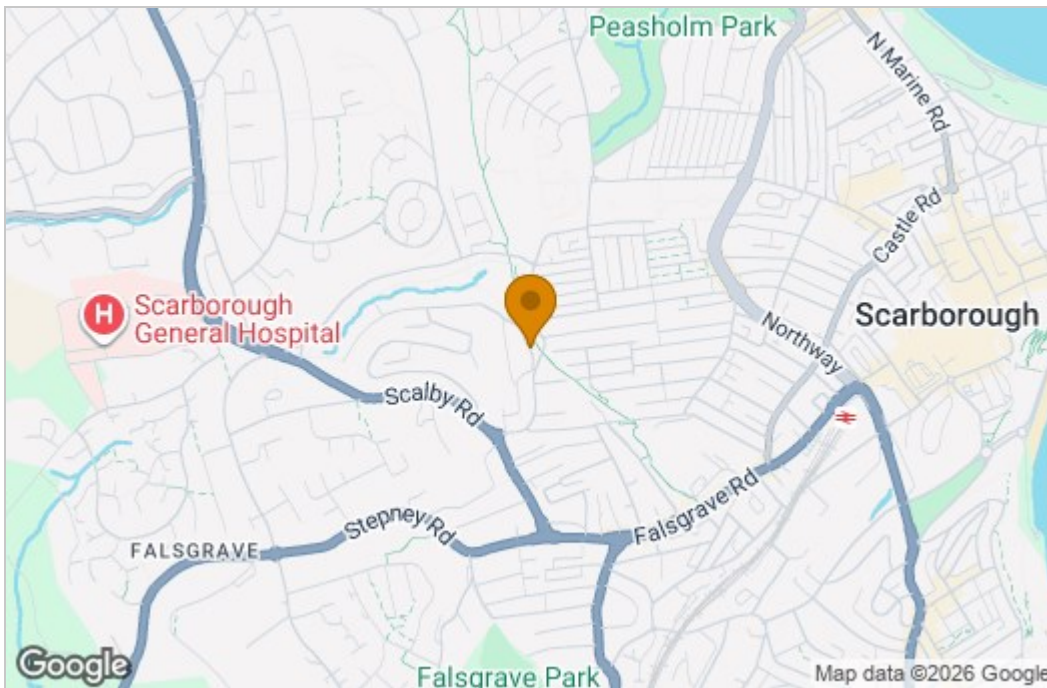 Peasholm Park
N Marine Rd
Castle Rd
H Scarborough
General Hospital
Scarborough
Northway
Scalby Rd
Falsgrave Rd
Stepney Rd
FALSGRAVE
Falsgrave Park
Google
Map data ©2026 Google